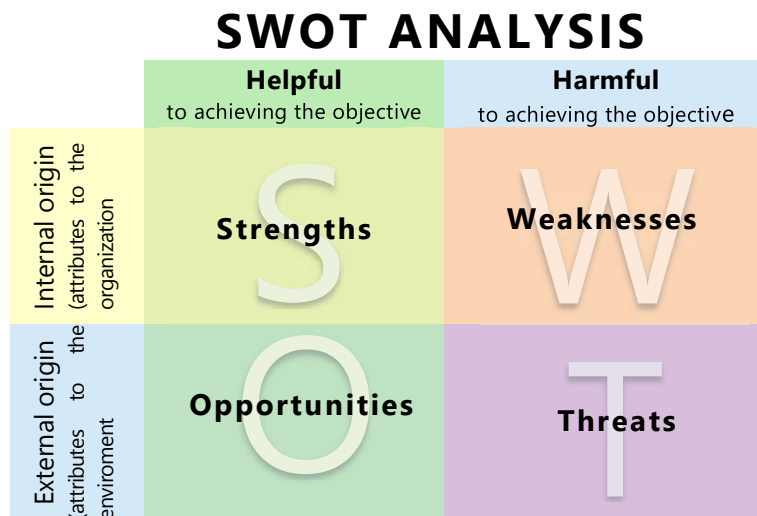 SWOT ANALYSIS
Helpful
to achieving the objective
Harmful
to achieving the objective
Internal origin
(attributes to the
organization
S
Strengths
W
Weaknesses
External origin
(attributes to the
enviroment
O
Opportunities
T
Threats